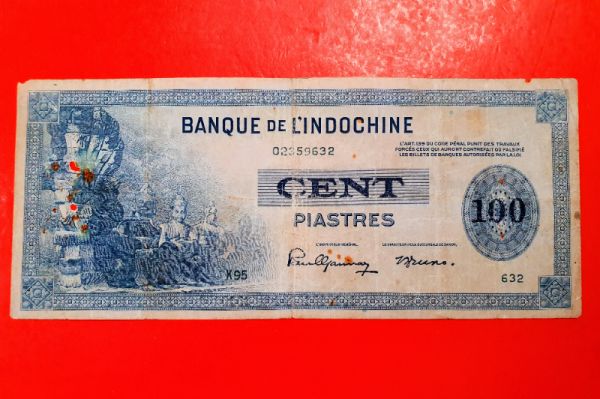 BANQUE DE L'INDOCHINE
02359632
L'ART. 139 DU CODE PÉNAL PUNIT DES TRAVAUX
FORCÉS CEUX QUI AURONT CONTREFAIT OU FALSIFIÉ
LES BILLETS DE BANQUES AUTORISÉES PAR LA LOI
CENT
PIASTRES
100
X95
632